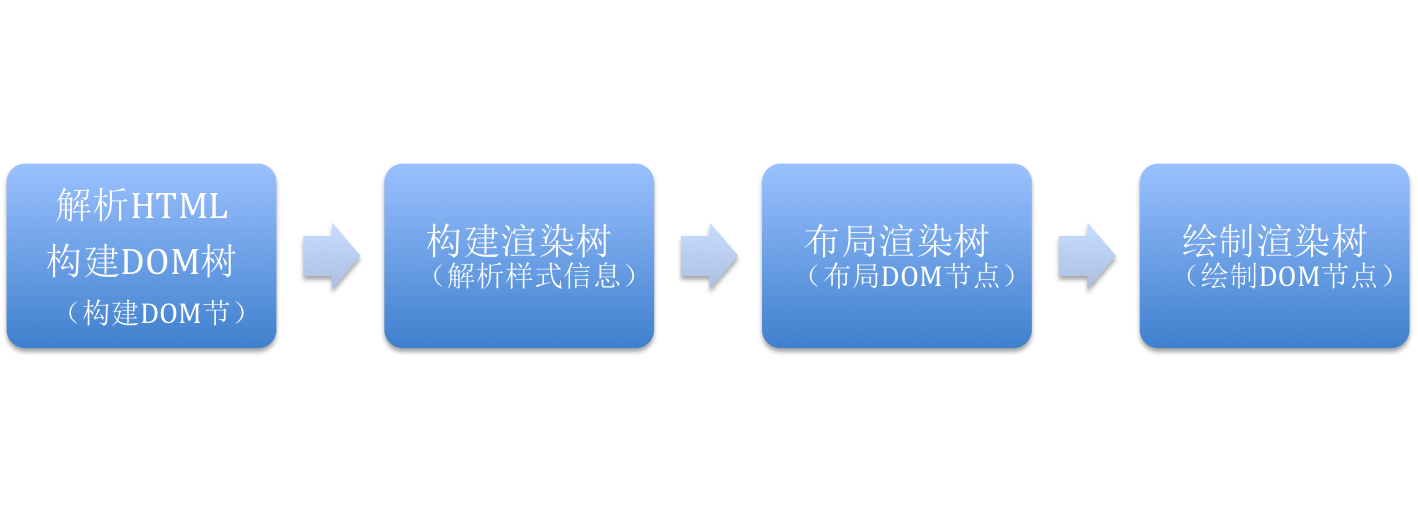 解析HTML
构建DOM树
（构建DOM节）
构建渲染树
（解析样式信息）
布局渲染树
（布局DOM节点）
绘制渲染树
（绘制DOM节点）